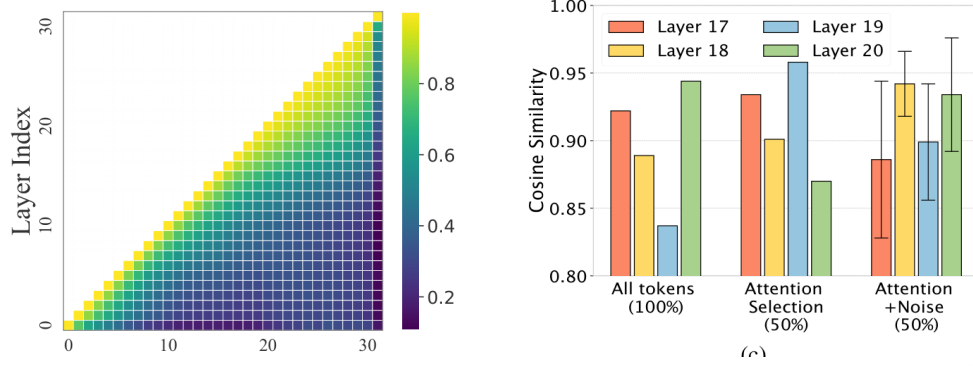 Layer Index
30
20
10
0
0
10
20
30
0.8
0.6
0.4
0.2
Cosine Similarity
1.00
0.95
0.90
0.85
0.80
Layer 17
Layer 19
Layer 18
Layer 20
All tokens
(100%)
Attention
Selection
(50%)
Attention
+Noise
(50%)
(c)